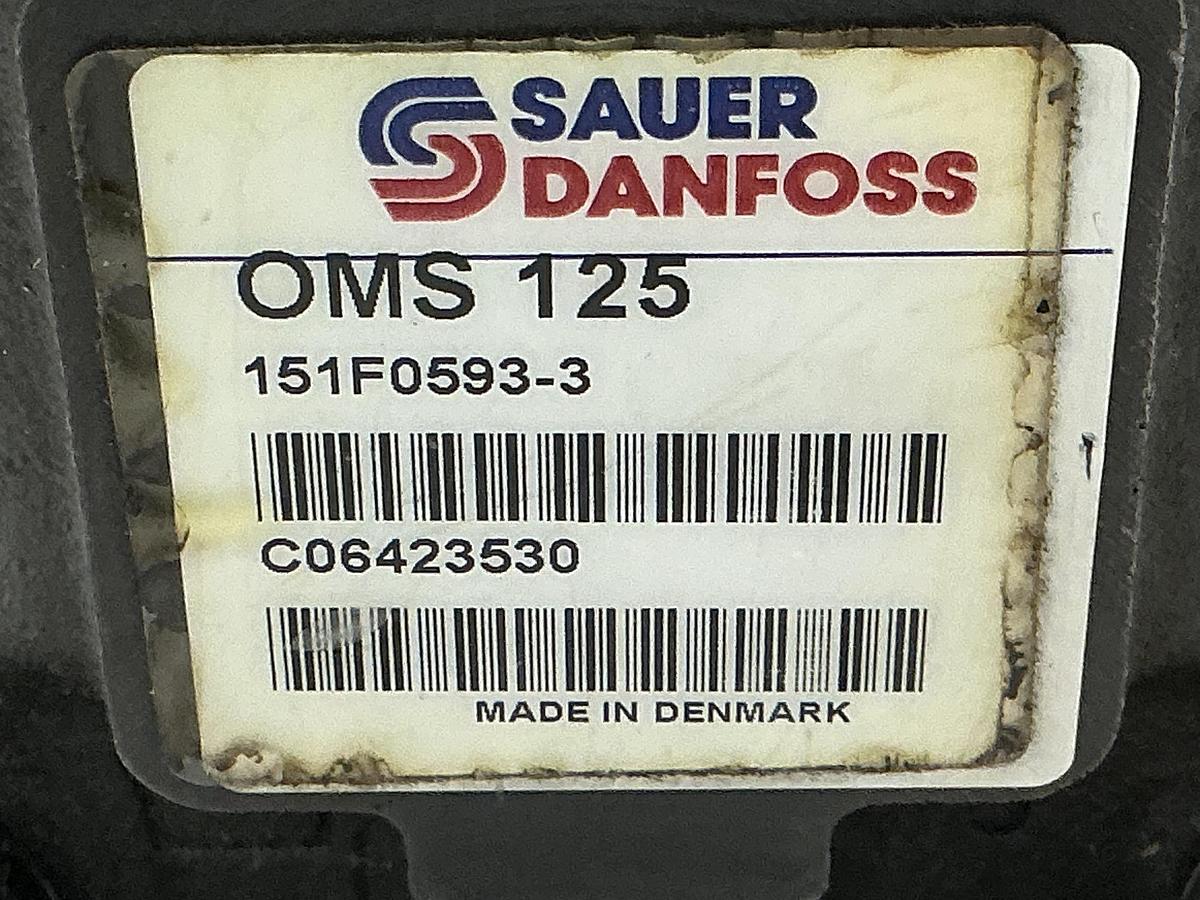 SAUER
DANFOSS
OMS 125
151F0593-3
C06423530
MADE IN DENMARK